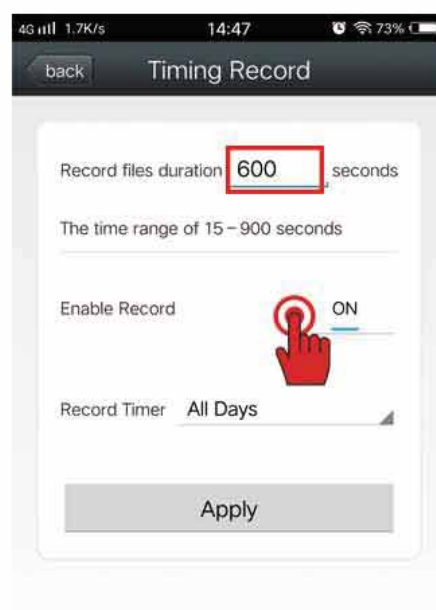 4G 1.7K/s 14:47 73%
back Timing Record
Record files duration 600 seconds
The time range of 15 – 900 seconds
Enable Record ON
Record Timer All Days
Apply